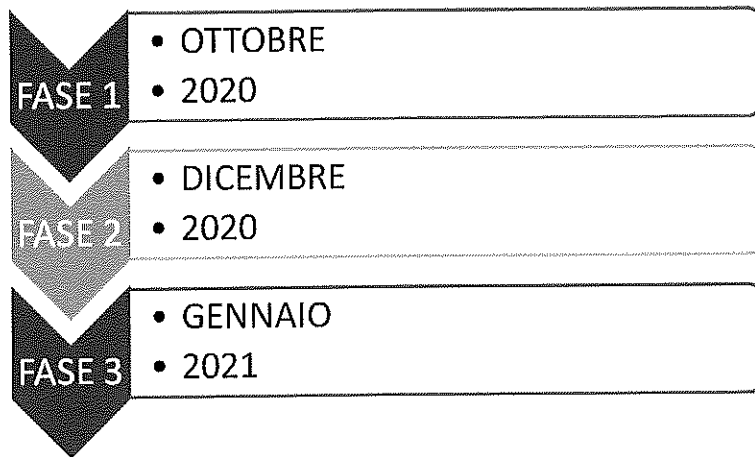 FASE 1
• OTTOBRE
• 2020
FASE 2
• DICEMBRE
• 2020
FASE 3
• GENNAIO
• 2021